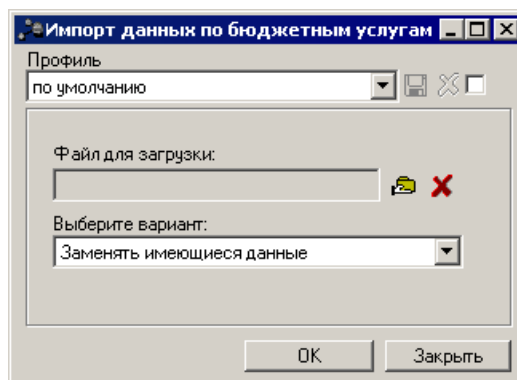 Импорт данных по бюджетным услугам
Профиль
по умолчанию
Файл для загрузки:
Выберите вариант:
Заменять имеющиеся данные
OK
Закрыть